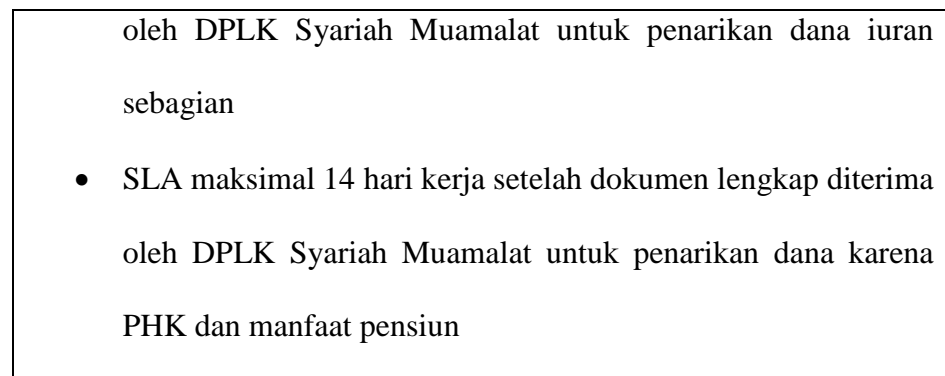 oleh DPLK Syariah Muamalat untuk penarikan dana iuran
sebagian
• SLA maksimal 14 hari kerja setelah dokumen lengkap diterima
oleh DPLK Syariah Muamalat untuk penarikan dana karena
PHK dan manfaat pensiun